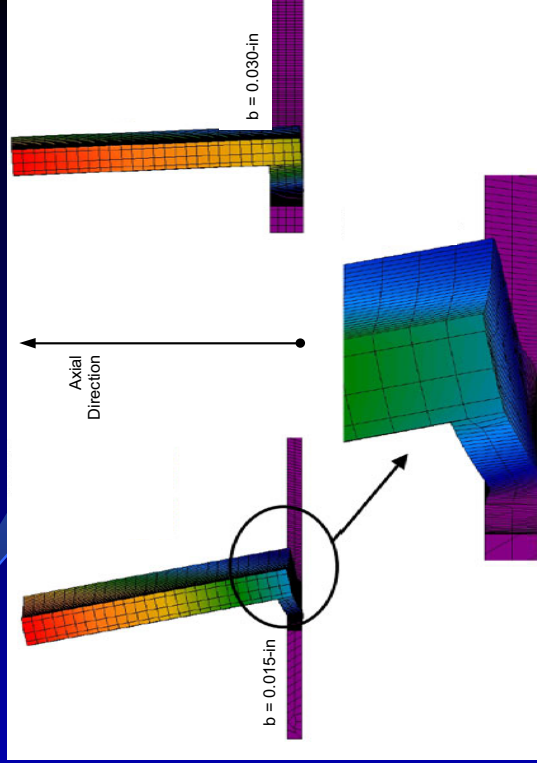 b = 0.030-in
Axial
Direction
b = 0.015-in